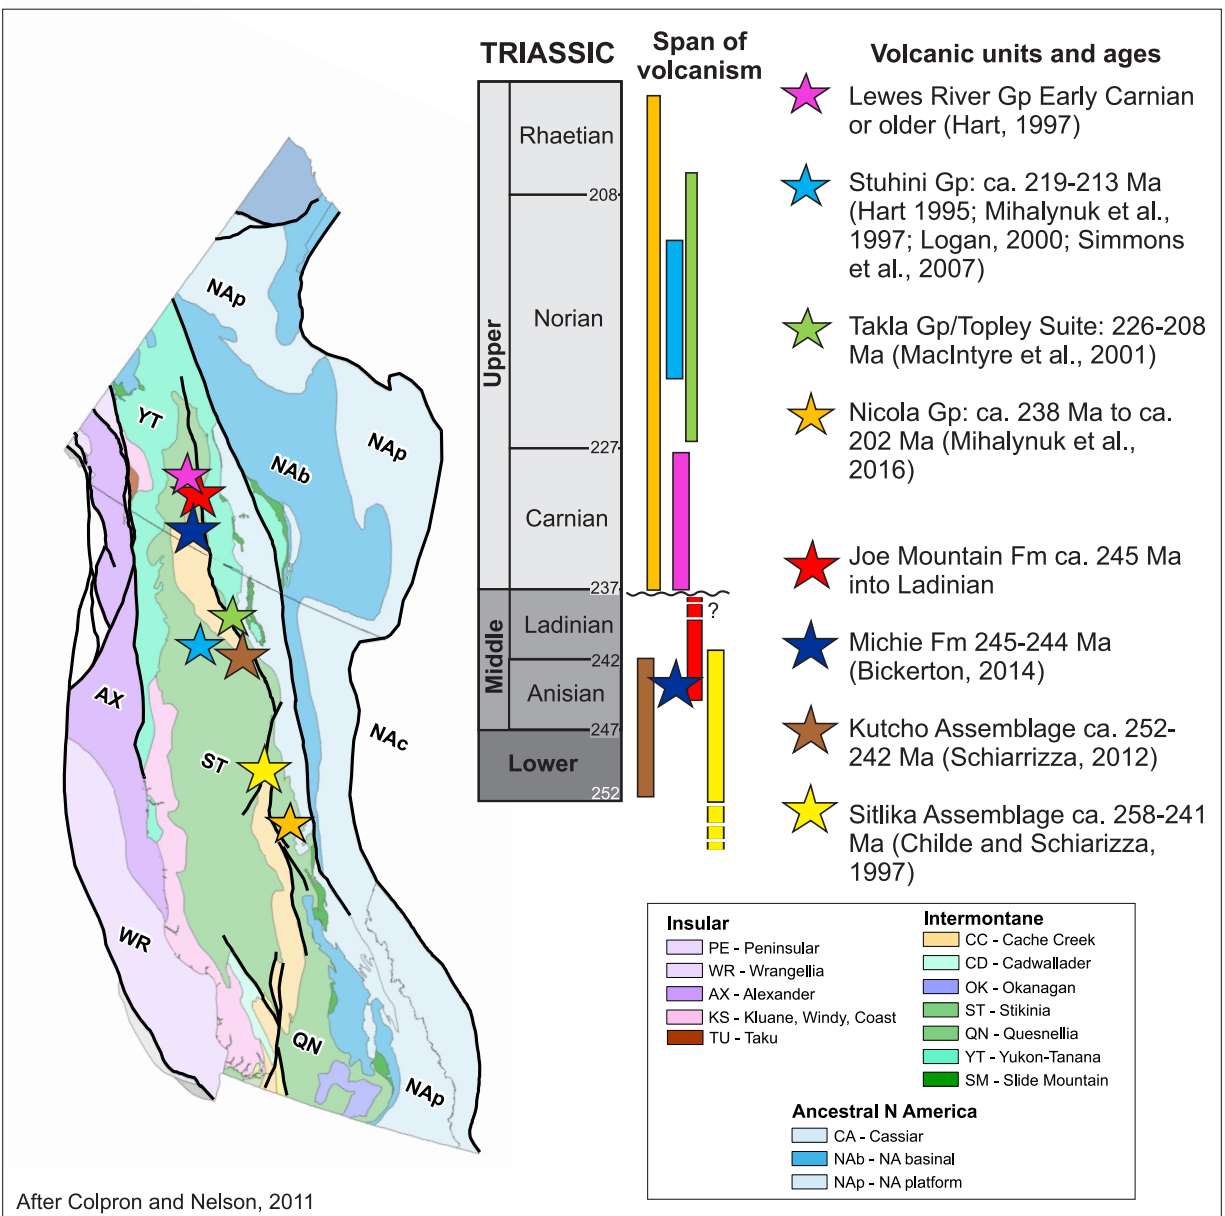 TRIASSIC
Span of
volcanism
Volcanic units and ages
Rhaetian
208
Norian
Upper
227
Carnian
237
Ladinian
?
242
Middle
Anisian
247
Lower
252
Lewes River Gp Early Carnian
or older (Hart, 1997)
Stuhini Gp: ca. 219-213 Ma
(Hart 1995; Mihalynuk et al.,
1997; Logan, 2000; Simmons
et al., 2007)
Takla Gp/Topley Suite: 226-208
Ma (MacIntyre et al., 2001)
Nicola Gp: ca. 238 Ma to ca.
202 Ma (Mihalynuk et al.,
2016)
Joe Mountain Fm ca. 245 Ma
into Ladinian
Michie Fm 245-244 Ma
(Bickerton, 2014)
Kutcho Assemblage ca. 252-
242 Ma (Schiarrizza, 2012)
Sitlika Assemblage ca. 258-241
Ma (Childe and Schiarizza,
1997)
NAp
YT
NAb
NAp
AX
NAc
ST
WR
QN
NAp
Insular
PE - Peninsular
WR - Wrangellia
AX - Alexander
KS - Kluane, Windy, Coast
TU - Taku
Intermontane
CC - Cache Creek
CD - Cadwallader
OK - Okanagan
ST - Stikinia
QN - Quesnellia
YT - Yukon-Tanana
SM - Slide Mountain
Ancestral N America
CA - Cassiar
NAb - NA basinal
NAp - NA platform
After Colpron and Nelson, 2011